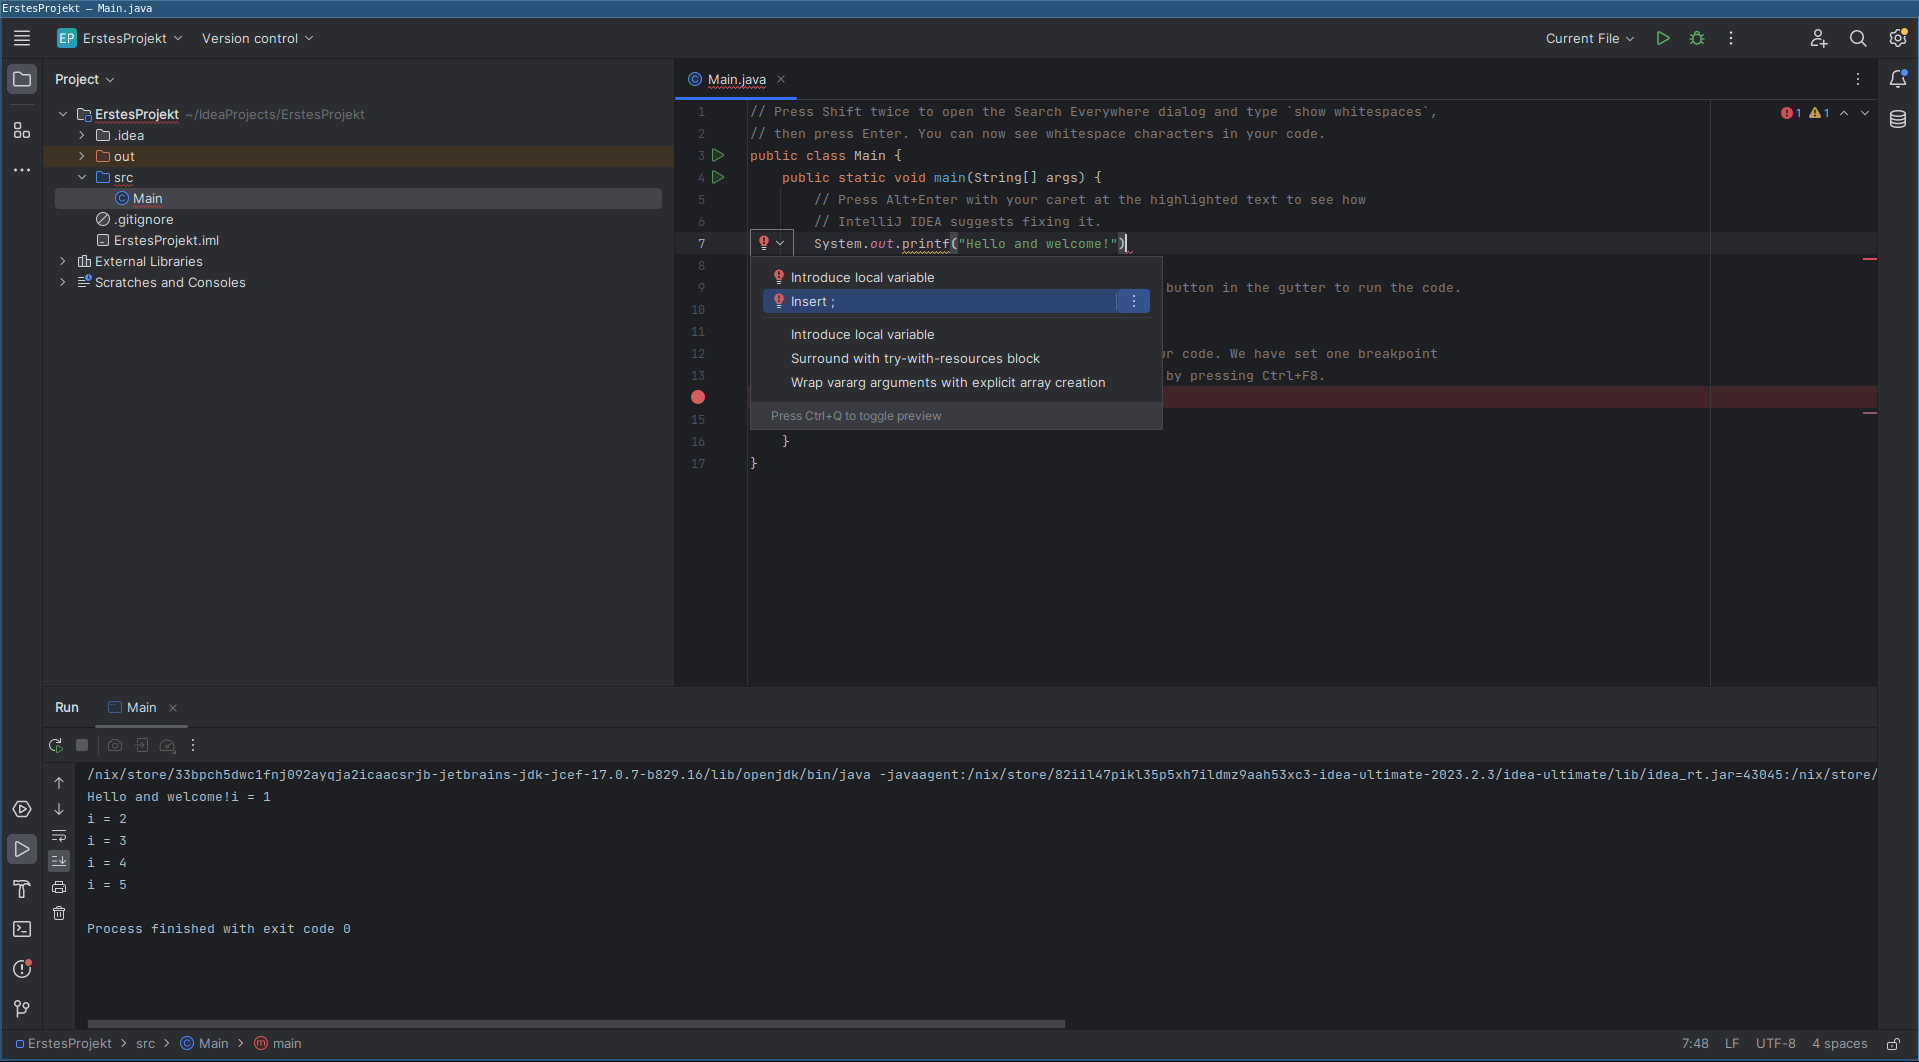 ErstesProjekt – Main.java
EP ErstesProjekt Version control Current File
Project
ErstesProjekt ~/IdeaProjects/ErstesProjekt
.idea
out
src
Main
.gitignore
ErstesProjekt.iml
External Libraries
Scratches and Consoles
Main.java
1 1
1 // Press Shift twice to open the Search Everywhere dialog and type `show whitespaces`,
2 // then press Enter. You can now see whitespace characters in your code.
3 public class Main {
4 public static void main(String[] args) {
5 // Press Alt+Enter with your caret at the highlighted text to see how
6 // IntelliJ IDEA suggests fixing it.
7 System.out.printf("Hello and welcome!")
8
9 button in the gutter to run the code.
10
11
12 r code. We have set one breakpoint
13 by pressing Ctrl+F8.
15
16 }
17 }
Introduce local variable
Insert ;
Introduce local variable
Surround with try-with-resources block
Wrap vararg arguments with explicit array creation
Press Ctrl+Q to toggle preview
Run Main
/nix/store/33bpch5dwc1fnj092ayqja2icaacsrjb-jetbrains-jdk-jcef-17.0.7-b829.16/lib/openjdk/bin/java -javaagent:/nix/store/82iil47pikl35p5xh7ildmz9aah53xc3-idea-ultimate-2023.2.3/idea-ultimate/lib/idea_rt.jar=43045:/nix/store/
Hello and welcome!i = 1
i = 2
i = 3
i = 4
i = 5
Process finished with exit code 0
ErstesProjekt > src > Main > main 7:48 LF UTF-8 4 spaces